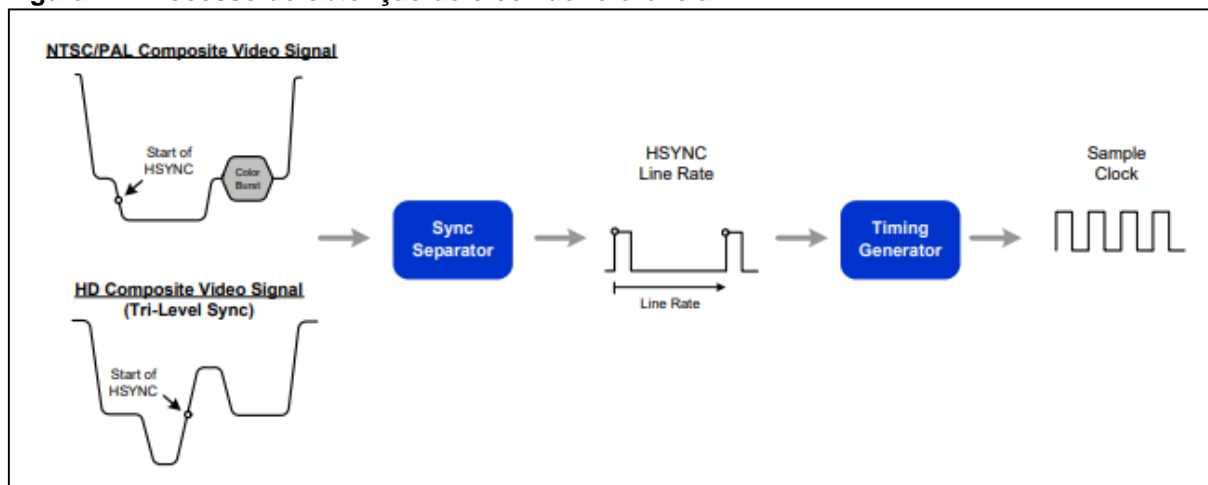 NTSC/PAL Composite Video Signal
Start of
HSYNC
Color
Burst
HD Composite Video Signal
(Tri-Level Sync)
Start of
HSYNC
Sync
Separator
HSYNC
Line Rate
Line Rate
Timing
Generator
Sample
Clock